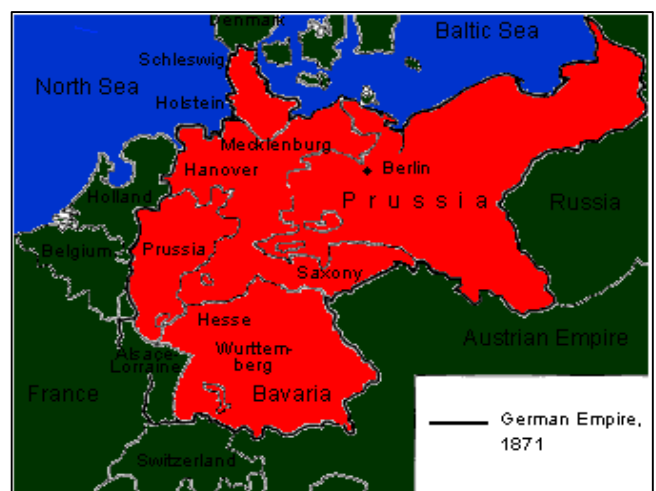 Denmark
Baltic Sea
Schleswig
North Sea
Holstein
Mecklenburg
Hanover
Berlin
Holland
Prussia
Russia
Belgium
Prussia
Saxony
Hesse
Austrian Empire
Alsace-
Lorraine
Wurttem-
berg
France
Bavaria
German Empire,
1871
Switzerland